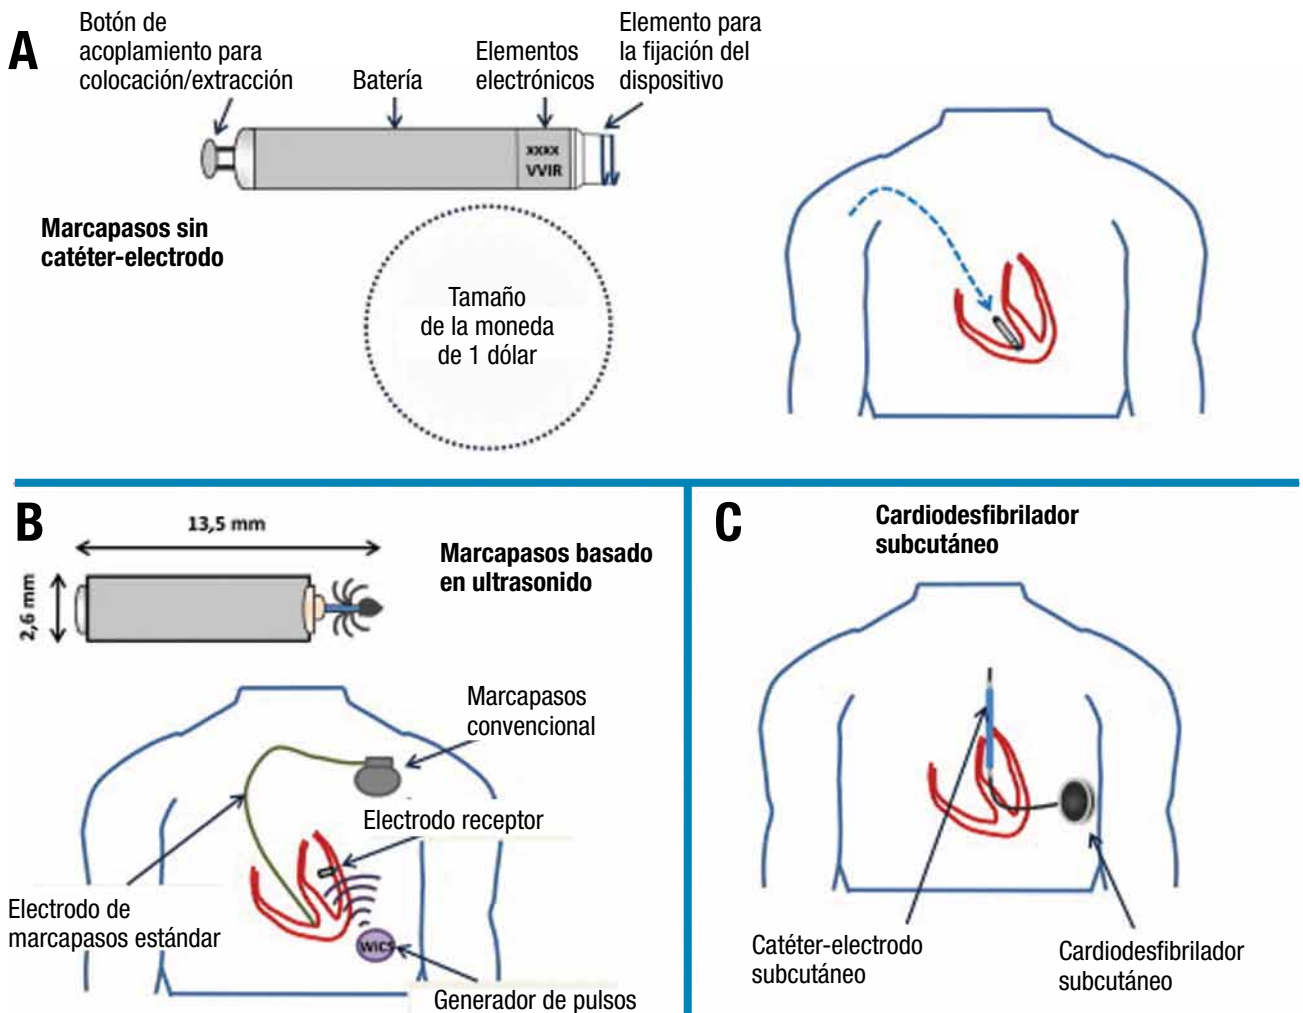 A
Botón de
acoplamiento para
colocación/extracción
Batería
Elementos
electrónicos
Elemento para
la fijación del
dispositivo
xxxx
VVIR
Marcapasos sin
catéter-electrodo
Tamaño
de la moneda
de 1 dólar
B
13,5 mm
2,6 mm
Marcapasos basado
en ultrasonido
Marcapasos
convencional
Electrodo receptor
Electrodo de
marcapasos estándar
WiCS
Generador de pulsos
C
Cardiodesfibrilador
subcutáneo
Catéter-electrodo
subcutáneo
Cardiodesfibrilador
subcutáneo